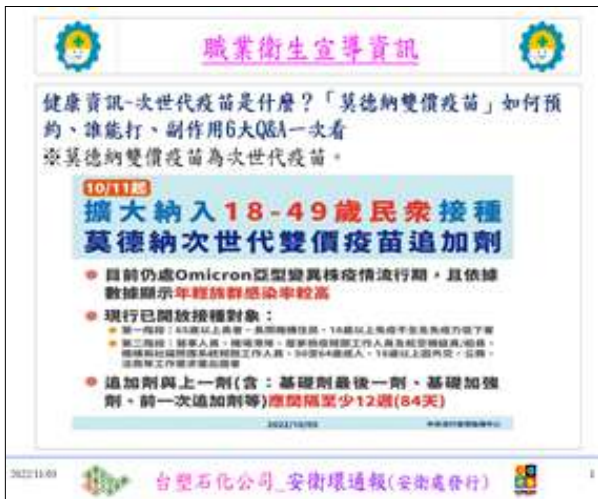 職業衛生宣導資訊
健康資訊-次世代疫苗是什麼？「莫德納雙價疫苗」如何預
約、誰能打、副作用6大Q&A一次看
※莫德納雙價疫苗為次世代疫苗。
10/11起
擴大納入18-49歲民眾接種
莫德納次世代雙價疫苗追加劑
目前仍處Omicron亞型變異株疫情流行期，且依據
數據顯示年輕族群感染率較高
現行已開放接種對象：
追加劑與上一劑(含：基礎劑最後一劑、基礎加強
劑、前一次追加劑等)應間隔至少12週(84天)
台塑石化公司_安衛環通報(安衛處發行)